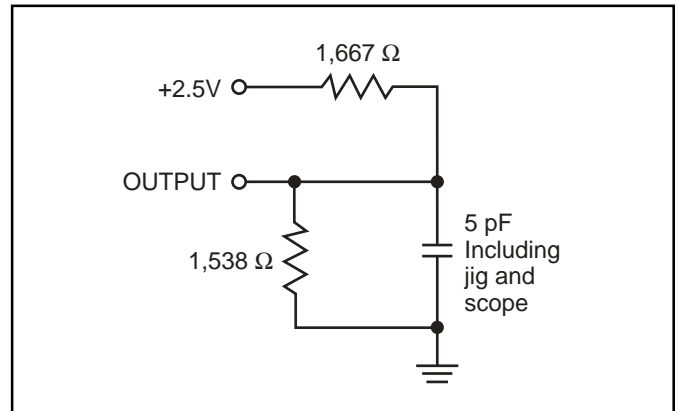 1,667 Ω
+2.5V
OUTPUT
1,538 Ω
5 pF
Including
jig and
scope